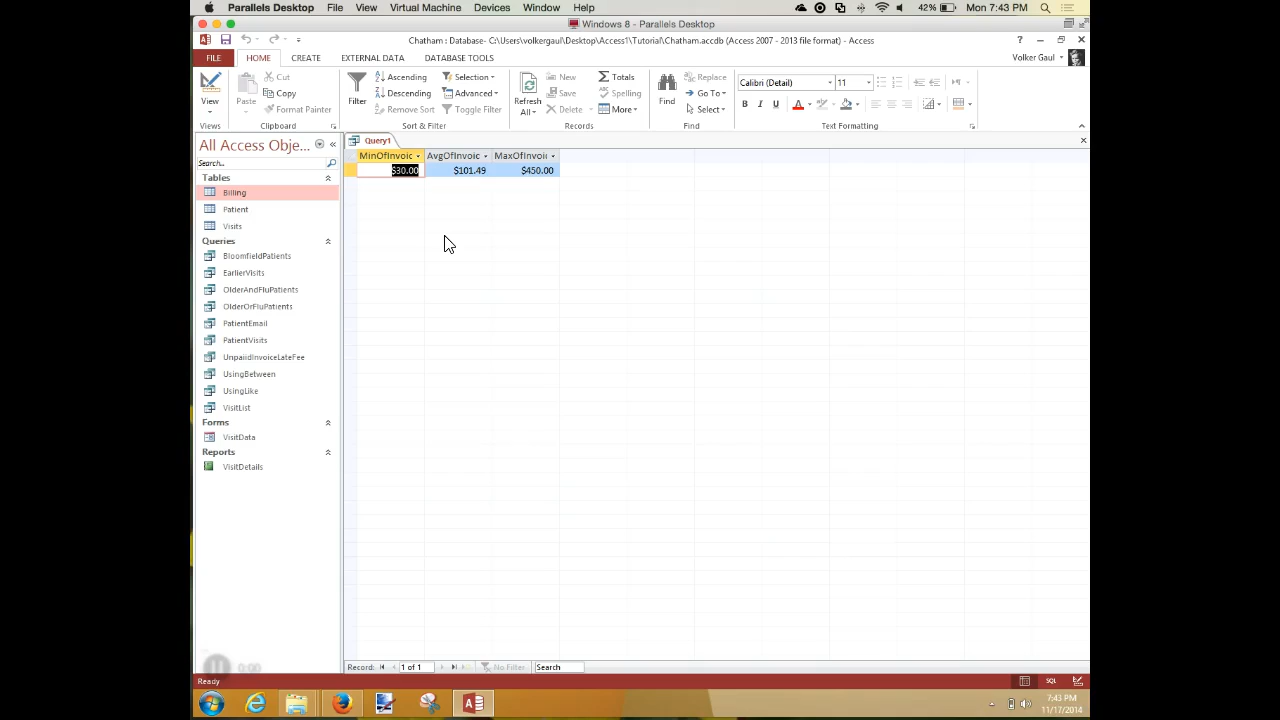 Parallels Desktop File View Virtual Machine Devices Window Help 42% Mon 7:43 PM
Windows 8 - Parallels Desktop
Chatham : Database- C:\Users\volkergaul\Desktop\Access1\Tutorial\Chatham.accdb (Access 2007 - 2013 file format) - Access
FILE HOME CREATE EXTERNAL DATA DATABASE TOOLS Volker Gaul
View
Views
Paste
Cut
Copy
Format Painter
Clipboard
Filter
Ascending
Descending
Remove Sort
Selection
Advanced
Toggle Filter
Sort & Filter
Refresh
All
New
Save
Delete
Totals
Spelling
More
Records
Find
Replace
Go To
Select
Find
Calibri (Detail) 11
B I U A ab
Text Formatting
All Access Obje...
Search...
Tables
Billing
Patient
Visits
Queries
BloomfieldPatients
EarlierVisits
OlderAndFluPatients
OlderOrFluPatients
PatientEmail
PatientVisits
UnpaiidInvoiceLateFee
UsingBetween
UsingLike
VisitList
Forms
VisitData
Reports
VisitDetails
Query1
MinOfInvoic AvgOfInvoic MaxOfInvoi
$30.00 $101.49 $450.00
0:00
Record: 1 of 1 No Filter Search
Ready SQL
7:43 PM
11/17/2014